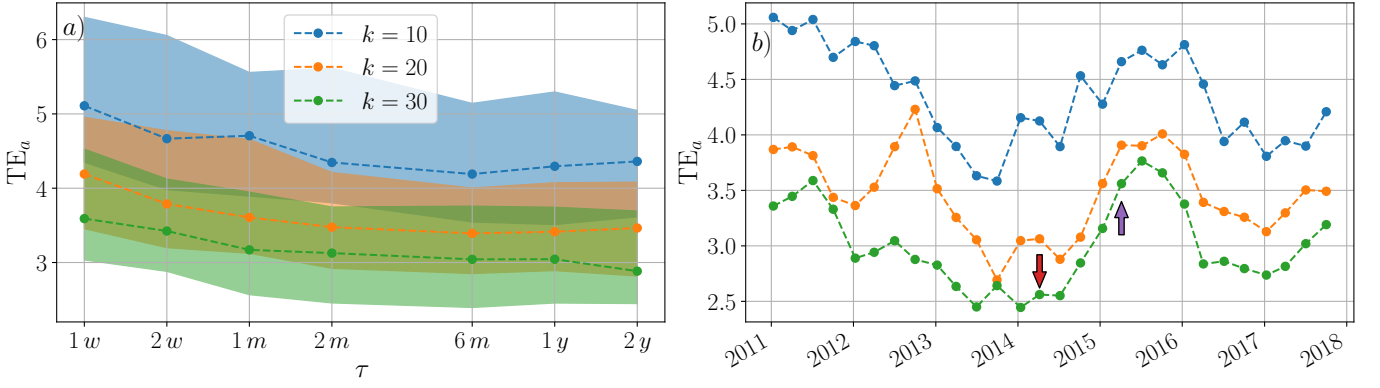 a)
TE_a
6
5
4
3
k = 10
k = 20
k = 30
1 w
2 w
1 m
2 m
6 m
1 y
2 y
τ
b)
TE_a
5.0
4.5
4.0
3.5
3.0
2.5
2011
2012
2013
2014
2015
2016
2017
2018